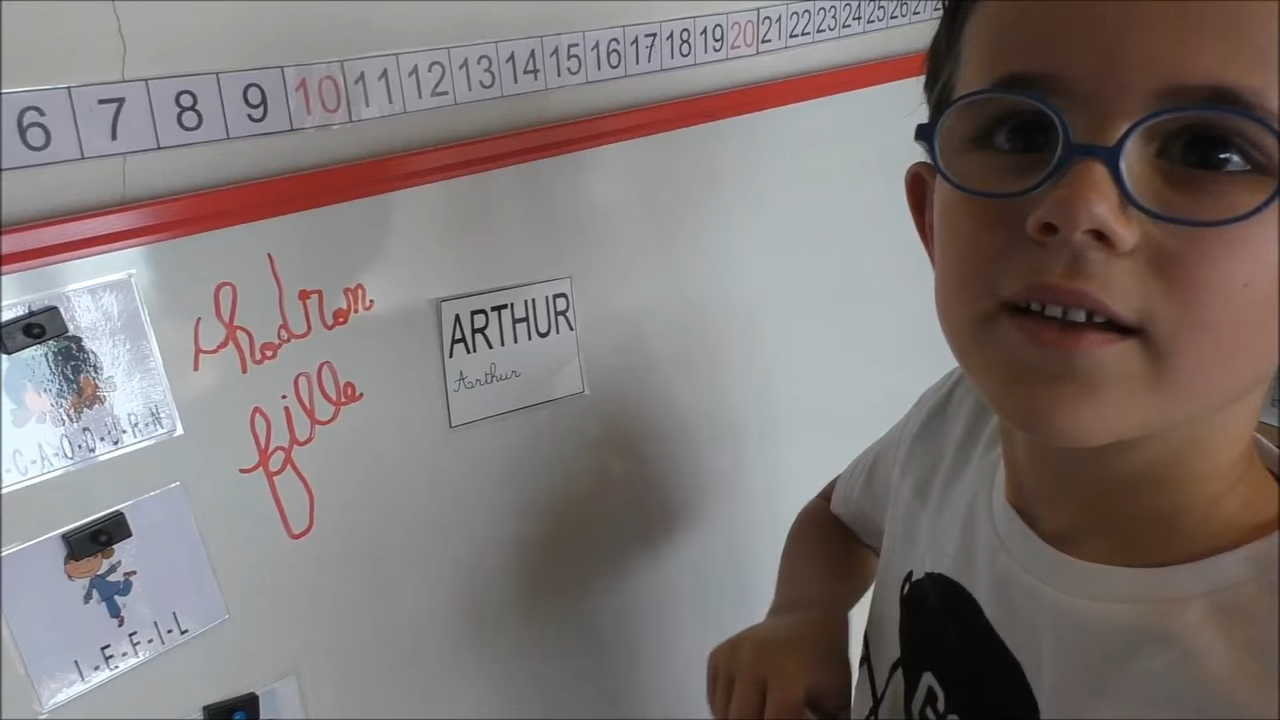 6 7 8 9 10 11 12 13 14 15 16 17 18 19 20 21 22 23 24 25 26 27
chodron
fille
ARTHUR
Arthur
C-A-O-D-U-R-N
I-E-F-I-L